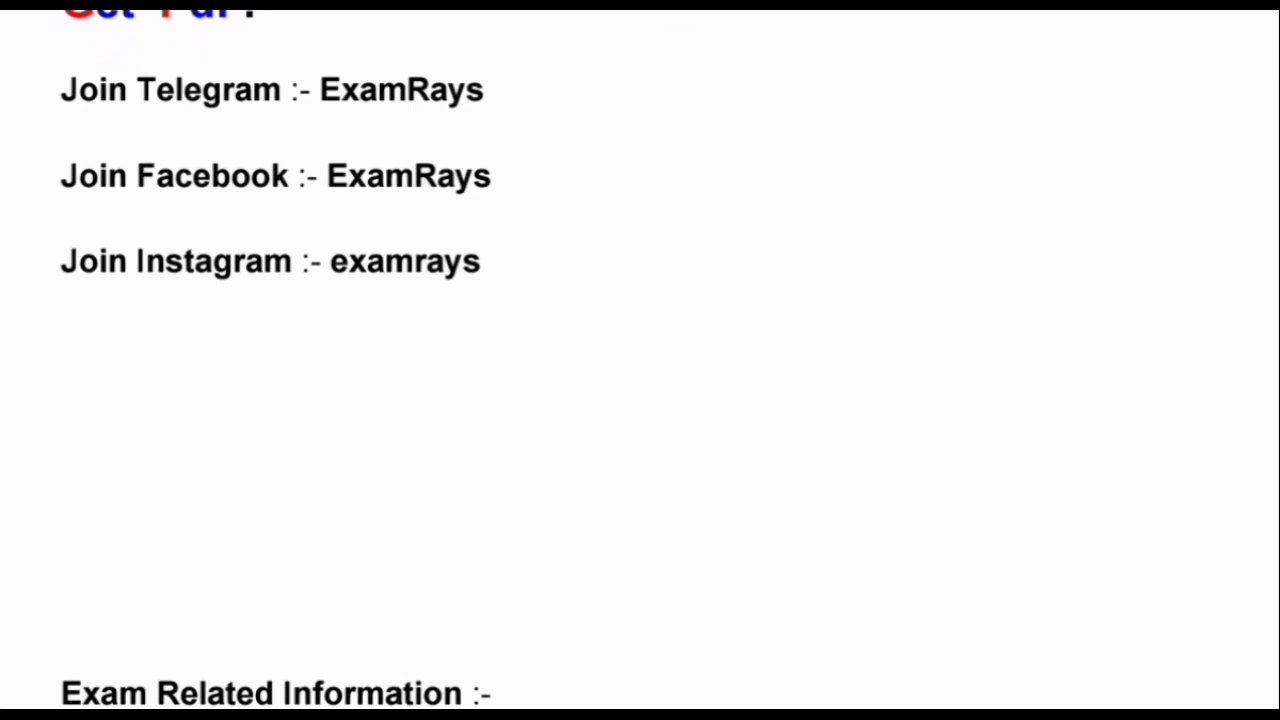 Join Telegram :- ExamRays
Join Facebook :- ExamRays
Join Instagram :- examrays
Exam Related Information :-